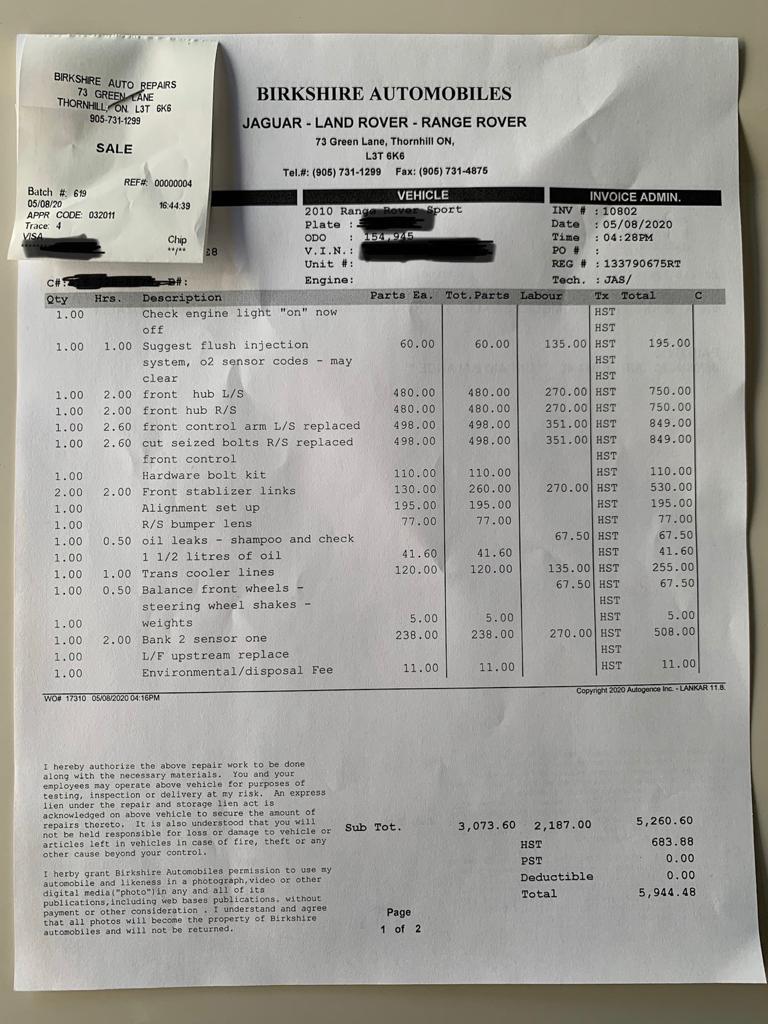 BIRKSHIRE AUTO REPAIRS
73 GREEN LANE
THORNHILL, ON L3T 6K6
905-731-1299
SALE
REF#: 00000004
Batch #: 619
05/08/20 16:44:39
APPR CODE: 032011
Trace: 4
VISA Chip
**/**
BIRKSHIRE AUTOMOBILES
JAGUAR - LAND ROVER - RANGE ROVER
73 Green Lane, Thornhill ON,
L3T 6K6
Tel.#: (905) 731-1299 Fax: (905) 731-4875
VEHICLE
2010 Range Rover Sport
Plate :
ODO : 154,945
V.I.N.:
Unit #:
Engine:
INVOICE ADMIN.
INV # : 10802
Date : 05/08/2020
Time : 04:28PM
PO # :
REG # : 133790675RT
Tech. : JAS/
C#:
Qty Hrs. Description Parts Ea. Tot.Parts Labour Tx Total C
1.00 Check engine light "on" now HST
off HST
1.00 1.00 Suggest flush injection 60.00 60.00 135.00 HST 195.00
system, o2 sensor codes - may HST
clear HST
1.00 2.00 front hub L/S 480.00 480.00 270.00 HST 750.00
1.00 2.00 front hub R/S 480.00 480.00 270.00 HST 750.00
1.00 2.60 front control arm L/S replaced 498.00 498.00 351.00 HST 849.00
1.00 2.60 cut seized bolts R/S replaced 498.00 498.00 351.00 HST 849.00
front control HST
1.00 Hardware bolt kit 110.00 110.00 HST 110.00
2.00 2.00 Front stablizer links 130.00 260.00 270.00 HST 530.00
1.00 Alignment set up 195.00 195.00 HST 195.00
1.00 R/S bumper lens 77.00 77.00 HST 77.00
1.00 0.50 oil leaks - shampoo and check 67.50 HST 67.50
1.00 1 1/2 litres of oil 41.60 41.60 HST 41.60
1.00 1.00 Trans cooler lines 120.00 120.00 135.00 HST 255.00
1.00 0.50 Balance front wheels - 67.50 HST 67.50
steering wheel shakes - HST
1.00 weights 5.00 5.00 HST 5.00
1.00 2.00 Bank 2 sensor one 238.00 238.00 270.00 HST 508.00
1.00 L/F upstream replace HST
1.00 Environmental/disposal Fee 11.00 11.00 HST 11.00
WO# 17310 05/08/2020 04:16PM
Copyright 2020 Autogence Inc. - LANKAR 11.8.
I hereby authorize the above repair work to be done
along with the necessary materials. You and your
employees may operate above vehicle for purposes of
testing, inspection or delivery at my risk. An express
lien under the repair and storage lien act is
acknowledged on above vehicle to secure the amount of
repairs thereto. It is also understood that you will
not be held responsible for loss or damage to vehicle or
articles left in vehicles in case of fire, theft or any
other cause beyond your control.
I herby grant Birkshire Automobiles permission to use my
automobile and likeness in a photograph,video or other
digital media("photo")in any and all of its
publications,including web bases publications, without
payment or other consideration . I understand and agree
that all photos will become the property of Birkshire
automobiles and will not be returned.
Sub Tot. 3,073.60 2,187.00 5,260.60
HST 683.88
PST 0.00
Deductible 0.00
Total 5,944.48
Page
1 of 2